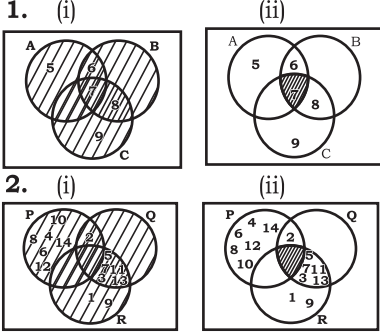 1. (i) (ii)
A B A B
5 6 5 6
7 7
8 8
9 9
C C
2. (i) (ii)
P Q P Q
10 2 4 14 2
8 4 14 6
6 5 8 12 5
12 7 11 10 7 11
3 13 3 13
1 9 1 9
R R